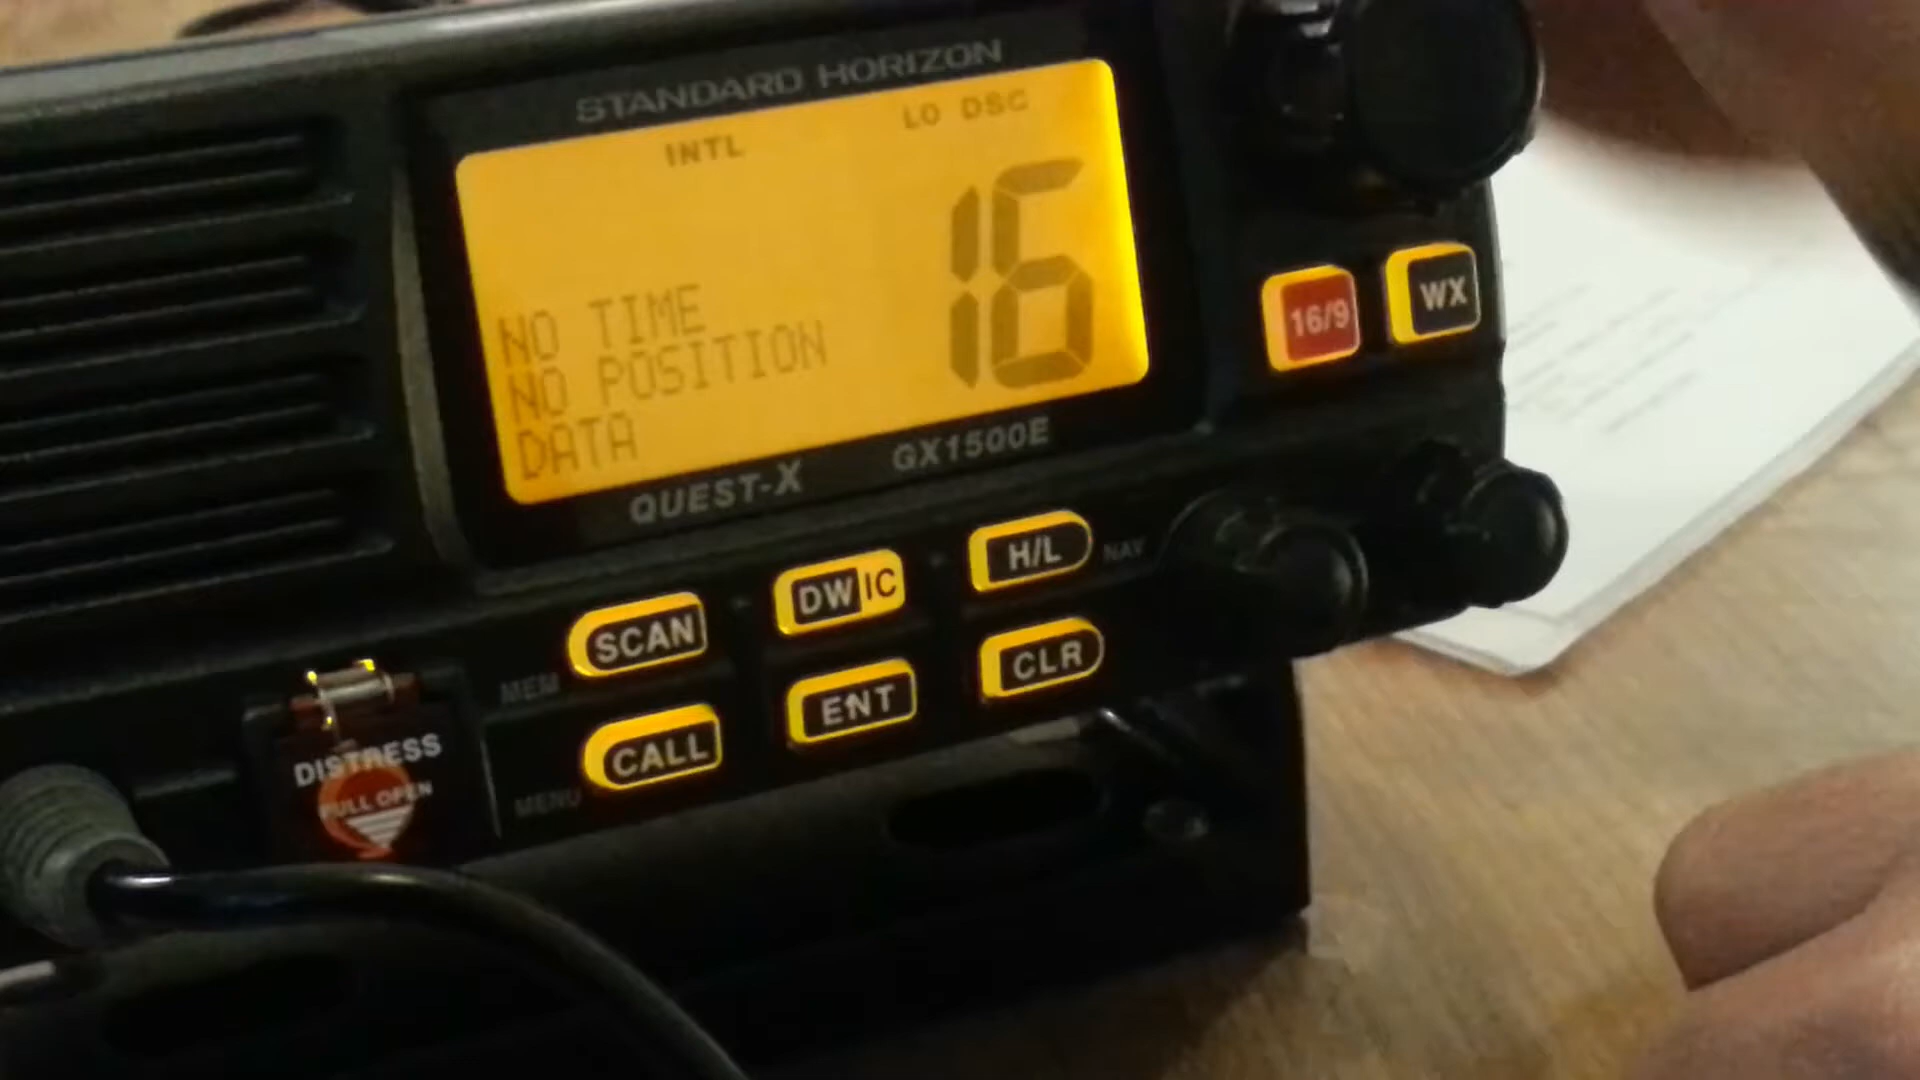 STANDARD HORIZON
INTL
LO DSC
16
NO TIME
NO POSITION
DATA
QUEST-X
GX1500E
16/9
WX
SCAN
DW IC
H/L
NAV
MEM
CALL
ENT
CLR
MENU
DISTRESS
PULL OPEN